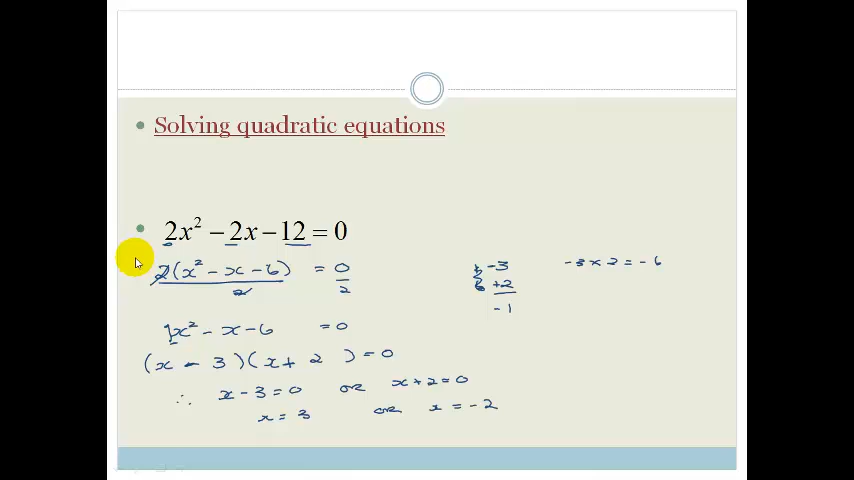 Solving quadratic equations
2x² − 2x − 12 = 0
2(x² − x − 6) = 0
2 2
1x² − x − 6 = 0
(x − 3)(x + 2) = 0
∴ x − 3 = 0 or x + 2 = 0
x = 3 or x = −2
−3 −3 × 2 = −6
+2
−1